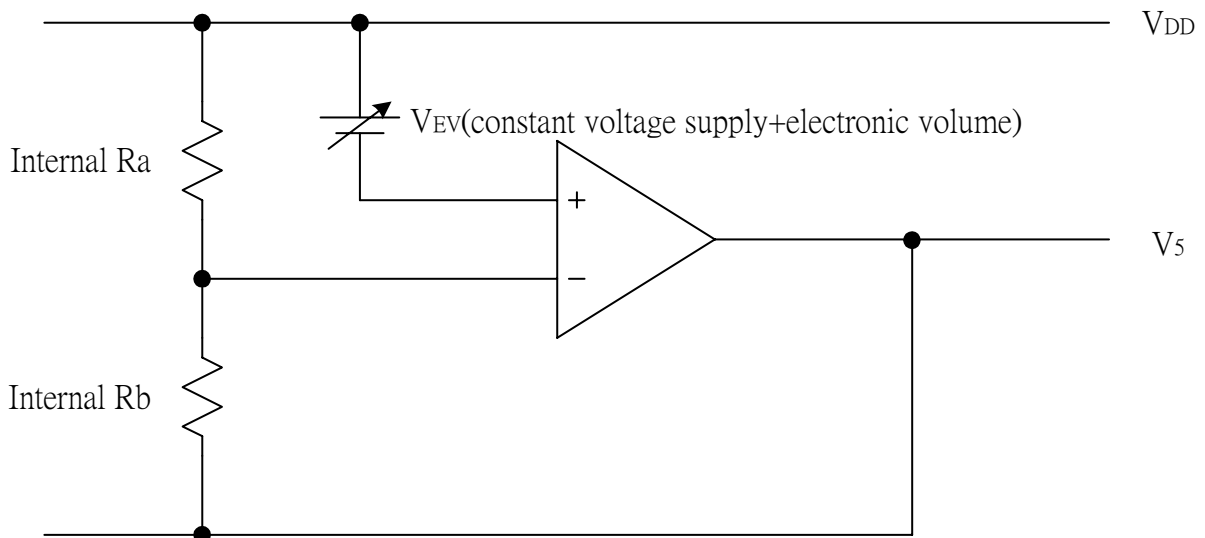 VDD
VEV(constant voltage supply+electronic volume)
Internal Ra
+
−
V5
Internal Rb